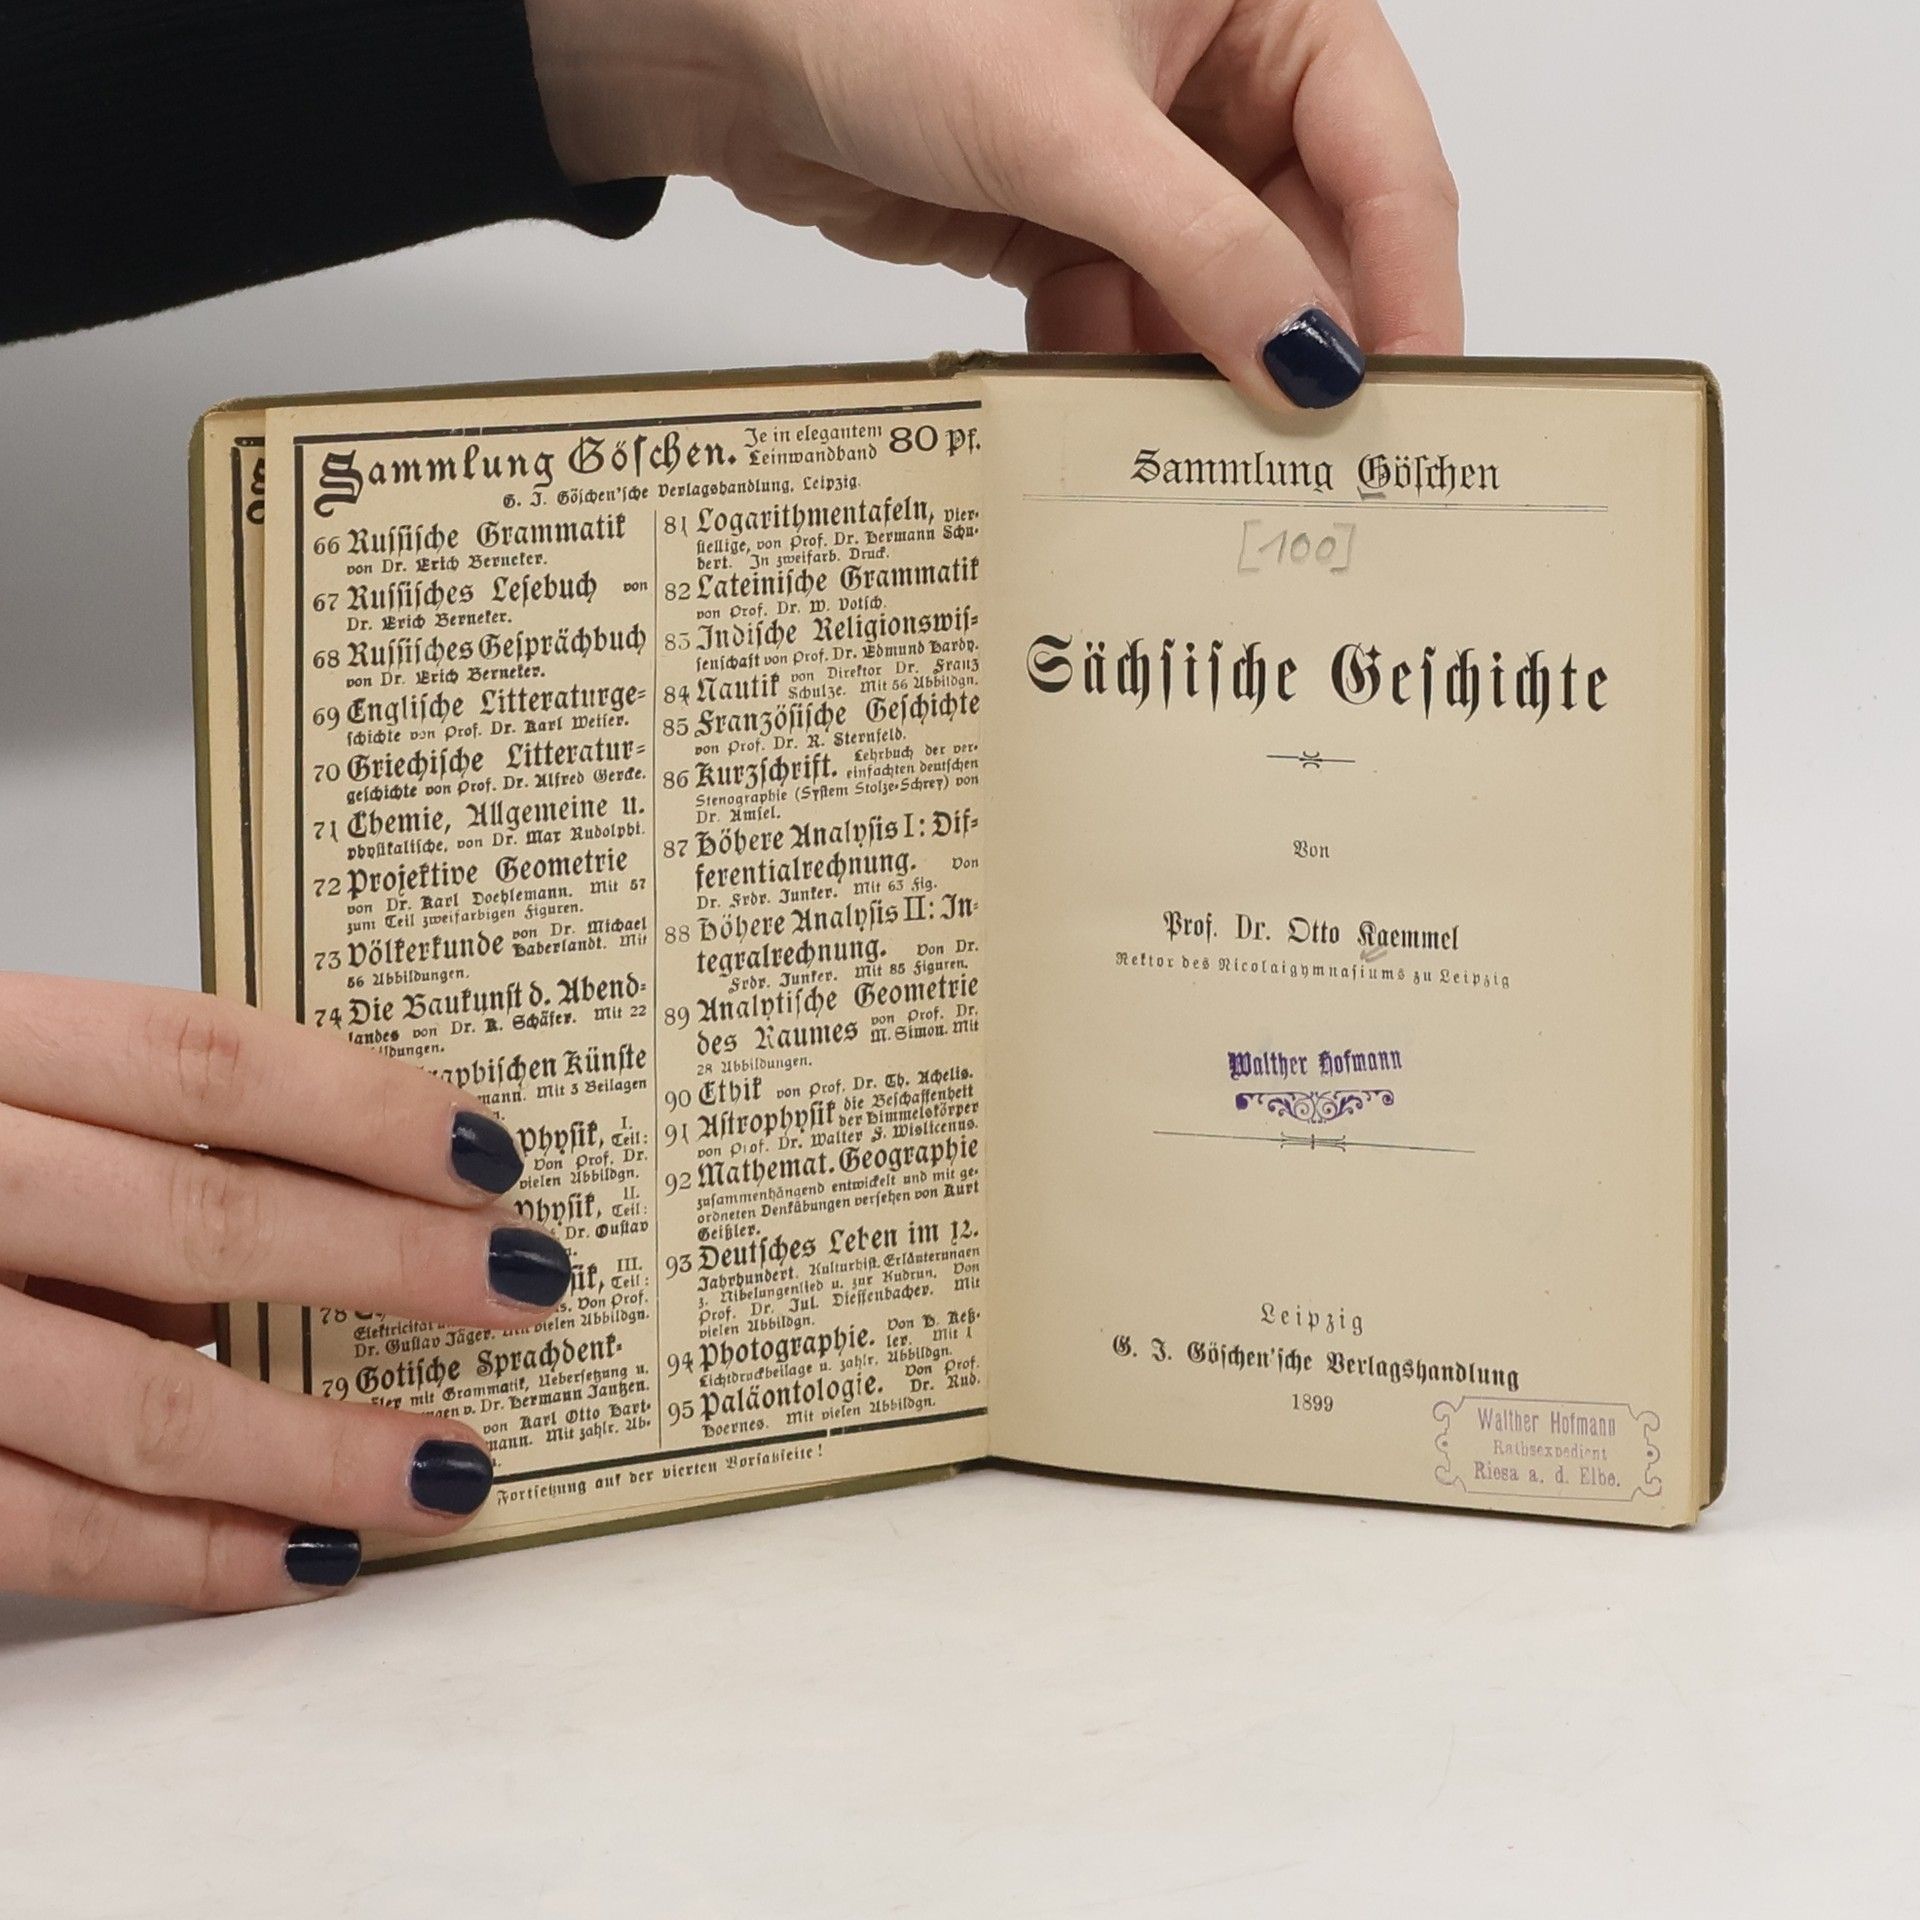 Sammlung Göschen. Je in elegantem Leinwandband 80 Pf.
G. J. Göschen'sche Verlagshandlung, Leipzig.
66 Russische Grammatik
von Dr. Erich Berneker.
67 Russisches Lesebuch von
Dr. Erich Berneker.
68 Russisches Gesprächbuch
von Dr. Erich Berneker.
69 Englische Litteraturge-
schichte von Prof. Dr. Karl Weiser.
70 Griechische Litteratur-
geschichte von Prof. Dr. Alfred Gercke.
71 Chemie, Allgemeine u.
physikalische, von Dr. Max Rudolphi.
72 Projektive Geometrie
von Dr. Karl Doehlemann. Mit 57
zum Teil zweifarbigen Figuren.
73 Völkerkunde von Dr. Michael
Haberlandt. Mit
56 Abbildungen.
74 Die Baukunst d. Abend-
landes von Dr. K. Schäfer. Mit 22
ldungen.
raphischen Künste
mann. Mit 3 Beilagen
Physik, I. Teil:
Von Prof. Dr.
vielen Abbildgn.
Physik, II. Teil:
Dr. Gustav
sik, III. Teil:
s. Von Prof.
78
Elektricität
Dr. Gustav Jäger. Mit vielen Abbildgn.
79 Gotische Sprachdenk-
mit Grammatik, Uebersetzung u.
gen v. Dr. Hermann Jantzen.
von Karl Otto Hart-
mann. Mit zahlr. Ab-
81 Logarithmentafeln, Vier-
stellige, von Prof. Dr. Hermann Schu-
bert. In zweifarb. Druck.
82 Lateinische Grammatik
von Prof. Dr. W. Votsch.
83 Indische Religionswis-
senschaft von Prof. Dr. Edmund Hardy.
84 Nautik von Direktor Dr. Franz
Schulze. Mit 56 Abbildgn.
85 Französische Geschichte
von Prof. Dr. R. Sternfeld.
86 Kurzschrift. Lehrbuch der ver-
einfachten deutschen
Stenographie (System Stolze-Schrey) von
Dr. Amsel.
87 Höhere Analysis I: Dif-
ferentialrechnung. Von
Dr. Frdr. Junker. Mit 63 Fig.
88 Höhere Analysis II: In-
tegralrechnung. Von Dr.
Frdr. Junker. Mit 85 Figuren.
89 Analytische Geometrie
des Raumes von Prof. Dr.
M. Simon. Mit
28 Abbildungen.
90 Ethik von Prof. Dr. Th. Achelis.
91 Astrophysik die Beschaffenheit
der Himmelskörper
von Prof. Dr. Walter F. Wislicenus.
92 Mathemat. Geographie
zusammenhängend entwickelt und mit ge-
ordneten Denkübungen versehen von Kurt
Geißler.
93 Deutsches Leben im 12.
Jahrhundert. Kulturhist. Erläuterungen
z. Nibelungenlied u. zur Kudrun. Von
Prof. Dr. Jul. Dieffenbacher. Mit
vielen Abbildgn.
94 Photographie. Von H. Keß-
ler. Mit 1
Lichtdruckbeilage u. zahlr. Abbildgn.
95 Paläontologie. Von Prof.
Dr. Rud.
Hoernes. Mit vielen Abbildgn.
Fortsetzung auf der vierten Vorsatzseite!
Sammlung Göschen
[100]
Sächsische Geschichte
Von
Prof. Dr. Otto Kaemmel
Rektor des Nicolaigymnasiums zu Leipzig
Walther Hofmann
Leipzig
G. J. Göschen'sche Verlagshandlung
1899
Walther Hofmann
Rathsexpedient
Riesa a. d. Elbe.